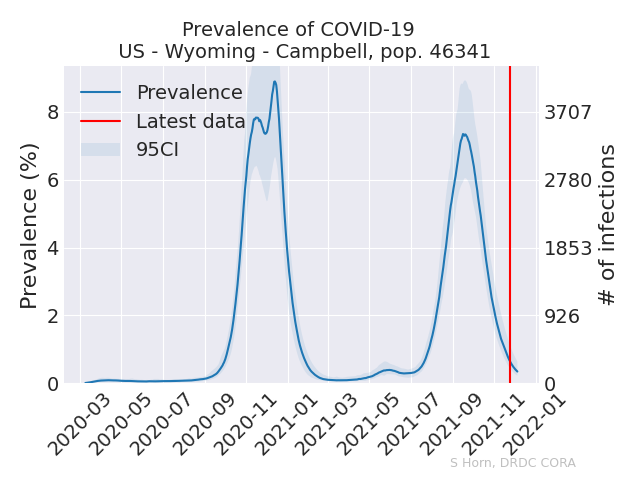 Prevalence of COVID-19
US - Wyoming - Campbell, pop. 46341
Prevalence
Latest data
95CI
Prevalence (%)
8
6
4
2
0
3707
2780
1853
926
0
# of infections
2020-03
2020-05
2020-07
2020-09
2020-11
2021-01
2021-03
2021-05
2021-07
2021-09
2021-11
2022-01
S Horn, DRDC CORA